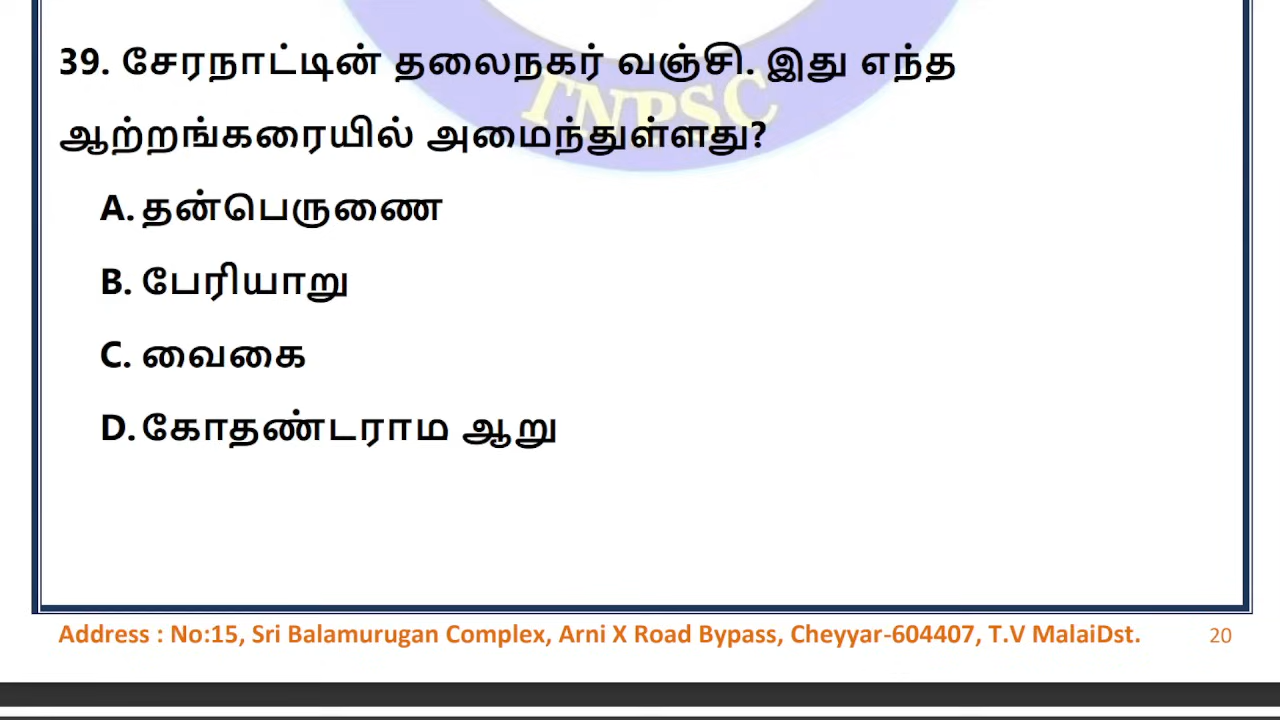 TNPSC
39. சேரநாட்டின் தலைநகர் வஞ்சி. இது எந்த
ஆற்றங்கரையில் அமைந்துள்ளது?
A. தன்பெருணை
B. பேரியாறு
C. வைகை
D. கோதண்டராம ஆறு
Address : No:15, Sri Balamurugan Complex, Arni X Road Bypass, Cheyyar-604407, T.V MalaiDst. 20